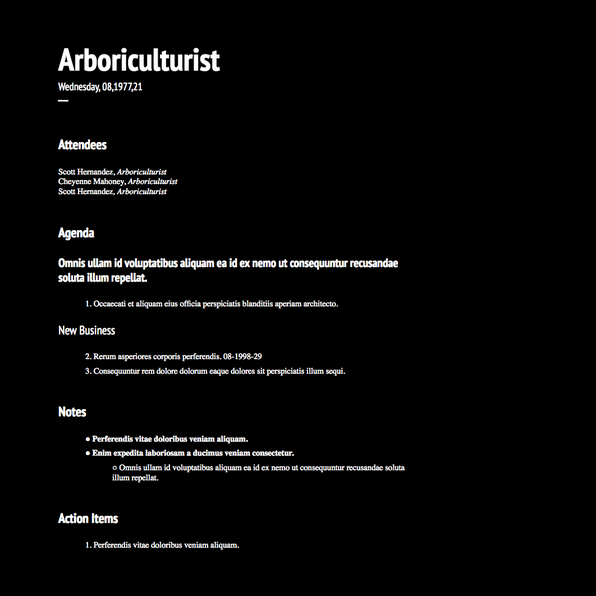 Arboriculturist
Wednesday, 08,1977,21
—
Attendees
Scott Hernandez, Arboriculturist
Cheyenne Mahoney, Arboriculturist
Scott Hernandez, Arboriculturist
Agenda
Omnis ullam id voluptatibus aliquam ea id ex nemo ut consequuntur recusandae
soluta illum repellat.
1. Occaecati et aliquam eius officia perspiciatis blanditiis aperiam architecto.
New Business
2. Rerum asperiores corporis perferendis. 08-1998-29
3. Consequuntur rem dolore dolorum eaque dolores sit perspiciatis illum sequi.
Notes
● Perferendis vitae doloribus veniam aliquam.
● Enim expedita laboriosam a ducimus veniam consectetur.
○ Omnis ullam id voluptatibus aliquam ea id ex nemo ut consequuntur recusandae soluta
illum repellat.
Action Items
1. Perferendis vitae doloribus veniam aliquam.